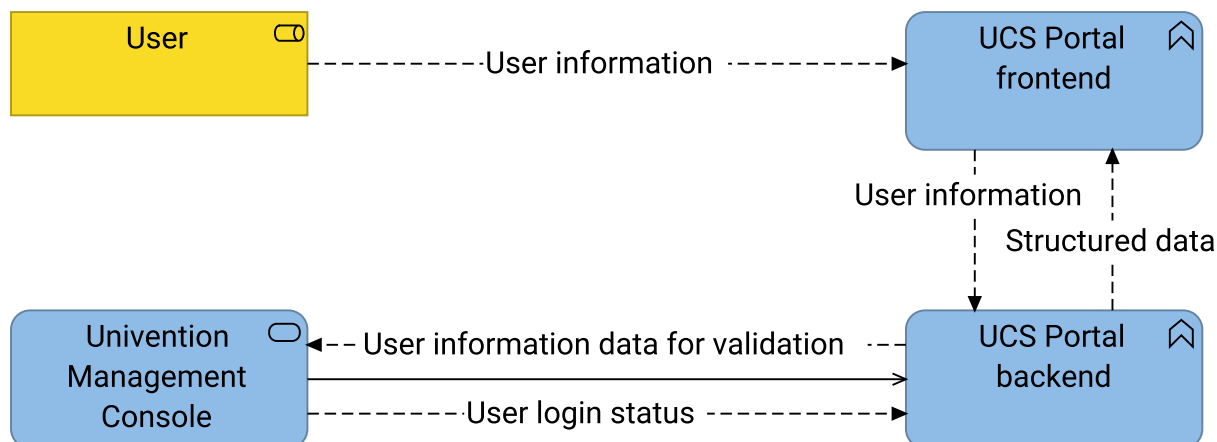 User
User information
UCS Portal
frontend
User information
Structured data
Univention
Management
Console
User information data for validation
User login status
UCS Portal
backend